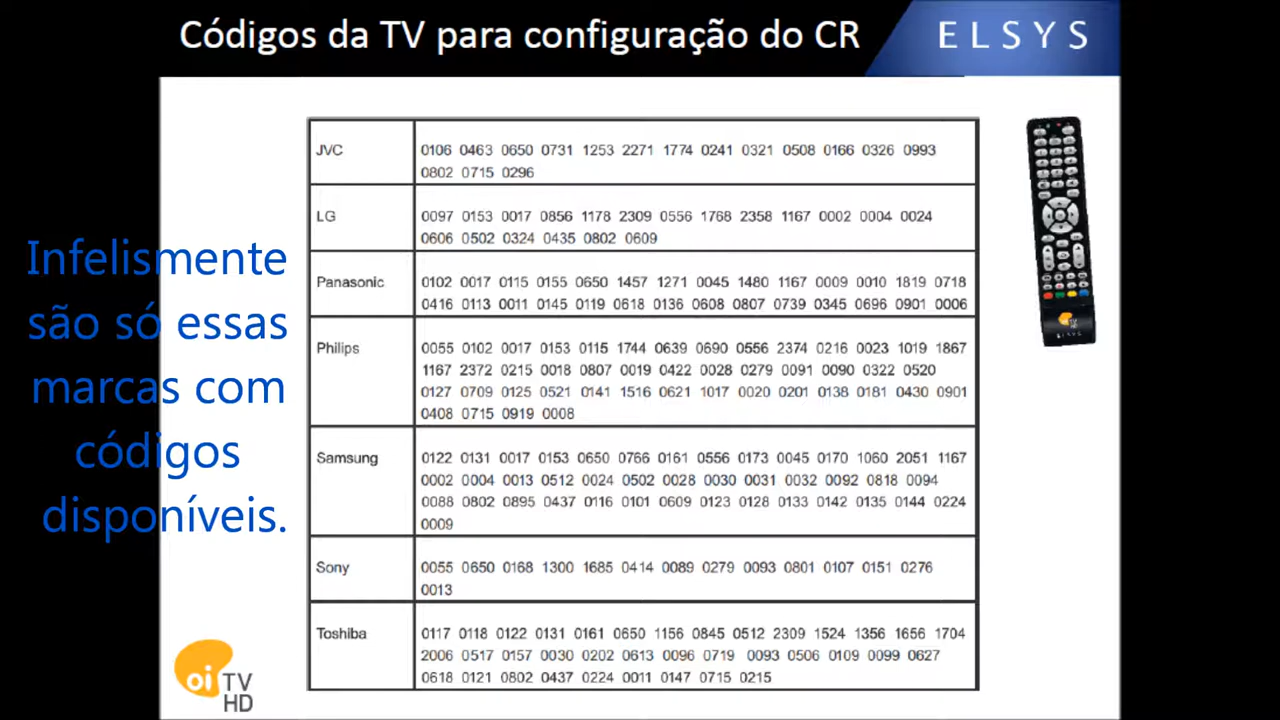 Códigos da TV para configuração do CR
ELSYS
JVC
0106 0463 0650 0731 1253 2271 1774 0241 0321 0508 0166 0326 0993
0802 0715 0296
LG
0097 0153 0017 0856 1178 2309 0556 1768 2358 1167 0002 0004 0024
0606 0502 0324 0435 0802 0609
Panasonic
0102 0017 0115 0155 0650 1457 1271 0045 1480 1167 0009 0010 1819 0718
0416 0113 0011 0145 0119 0618 0136 0608 0807 0739 0345 0696 0901 0006
Philips
0055 0102 0017 0153 0115 1744 0639 0690 0556 2374 0216 0023 1019 1867
1167 2372 0215 0018 0807 0019 0422 0028 0279 0091 0090 0322 0520
0127 0709 0125 0521 0141 1516 0621 1017 0020 0201 0138 0181 0430 0901
0408 0715 0919 0008
Samsung
0122 0131 0017 0153 0650 0766 0161 0556 0173 0045 0170 1060 2051 1167
0002 0004 0013 0512 0024 0502 0028 0030 0031 0032 0092 0818 0094
0088 0802 0895 0437 0116 0101 0609 0123 0128 0133 0142 0135 0144 0224
0009
Sony
0055 0650 0168 1300 1685 0414 0089 0279 0093 0801 0107 0151 0276
0013
Toshiba
0117 0118 0122 0131 0161 0650 1156 0845 0512 2309 1524 1356 1656 1704
2006 0517 0157 0030 0202 0613 0096 0719 0093 0506 0109 0099 0627
0618 0121 0802 0437 0224 0011 0147 0715 0215
Infelismente
são só essas
marcas com
códigos
disponíveis.
oi TV
HD
ELSYS